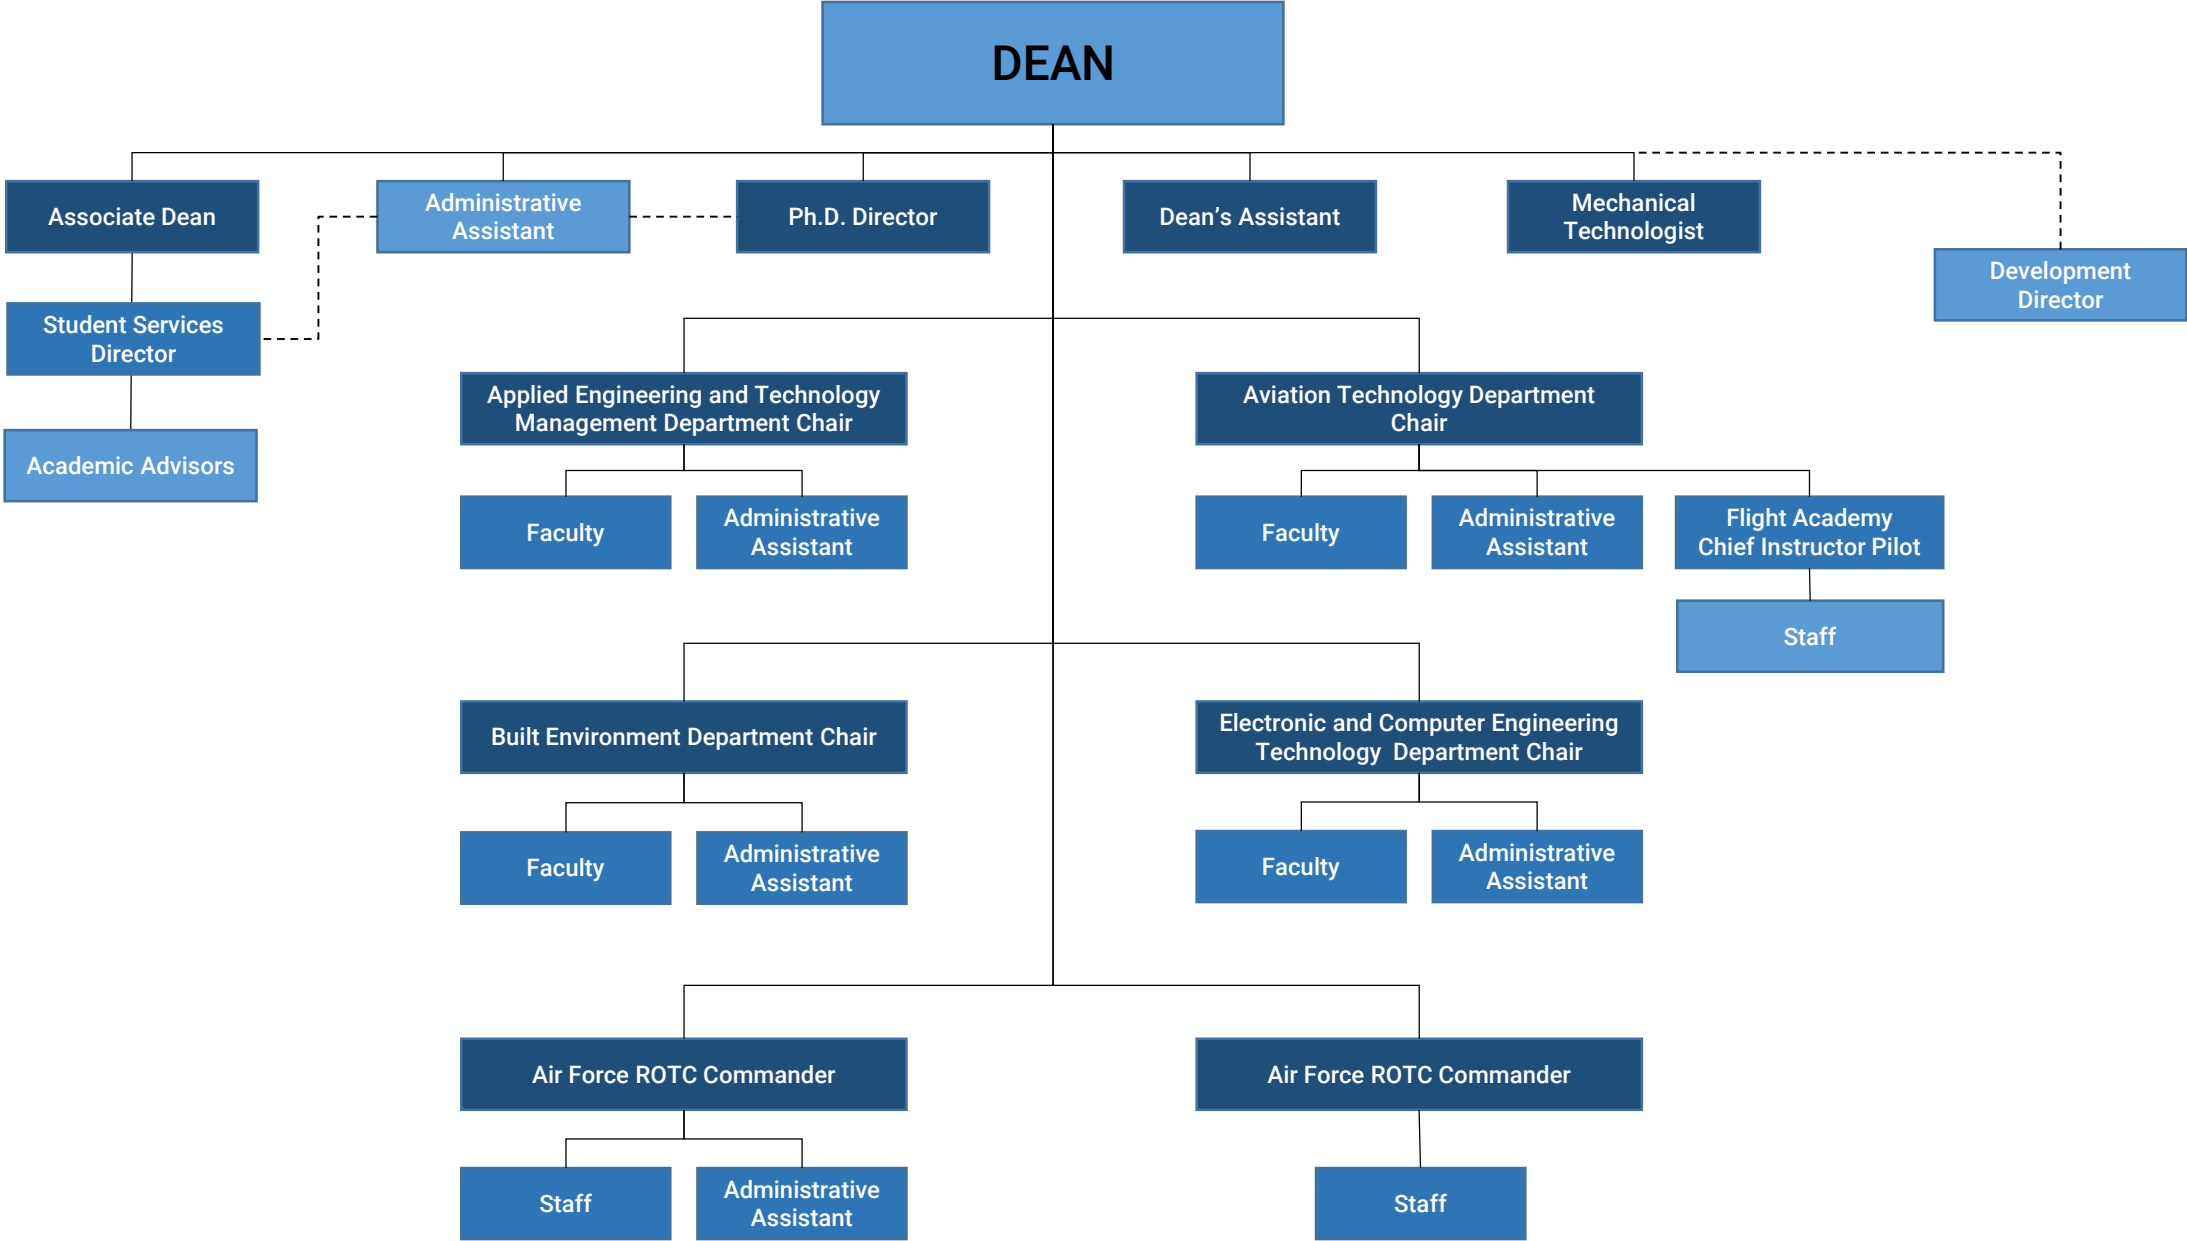 DEAN
Associate Dean
Administrative
Assistant
Ph.D. Director
Dean’s Assistant
Mechanical
Technologist
Development
Director
Student Services
Director
Academic Advisors
Applied Engineering and Technology
Management Department Chair
Aviation Technology Department
Chair
Faculty
Administrative
Assistant
Faculty
Administrative
Assistant
Flight Academy
Chief Instructor Pilot
Staff
Built Environment Department Chair
Electronic and Computer Engineering
Technology  Department Chair
Faculty
Administrative
Assistant
Faculty
Administrative
Assistant
Air Force ROTC Commander
Air Force ROTC Commander
Staff
Administrative
Assistant
Staff